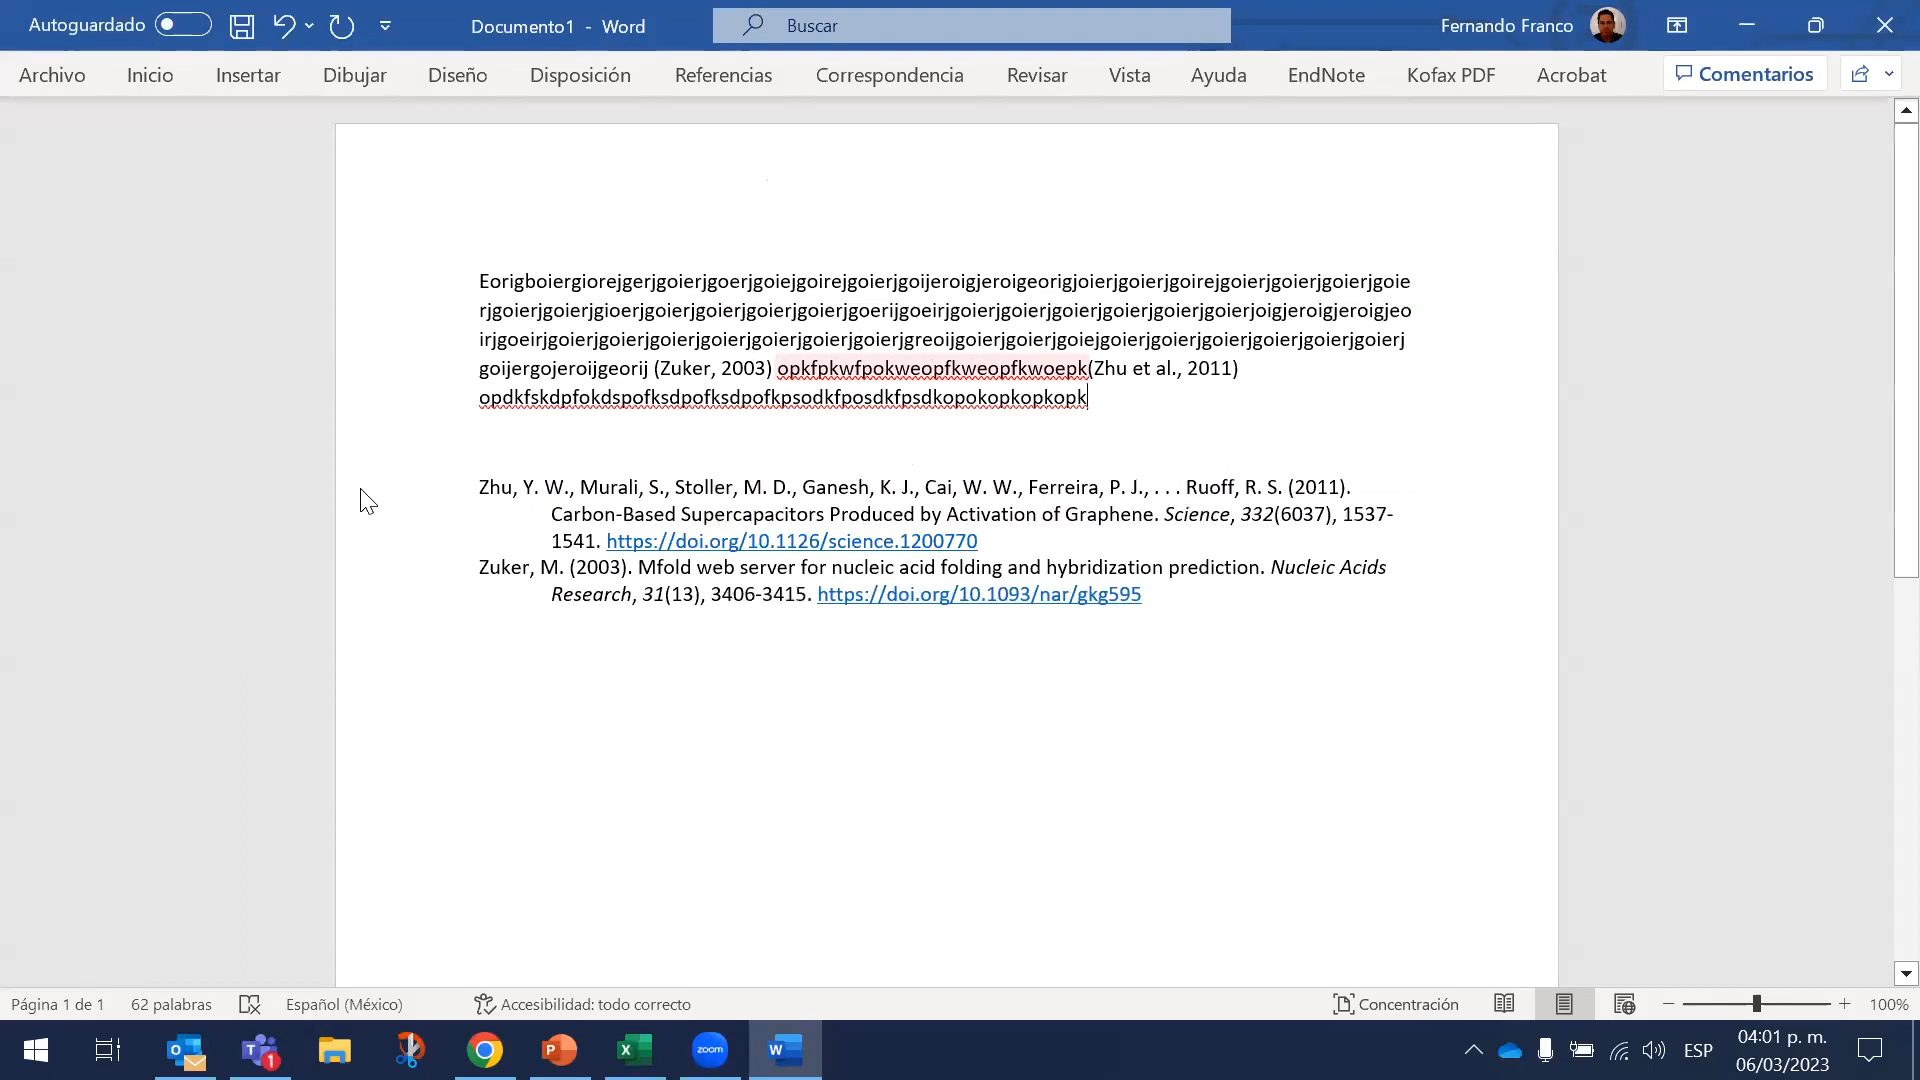 Autoguardado Documento1 - Word Buscar Fernando Franco
Archivo Inicio Insertar Dibujar Diseño Disposición Referencias Correspondencia Revisar Vista Ayuda EndNote Kofax PDF Acrobat Comentarios
Eorigboiergiorejgerjgoierjgoerjgoiejgoirejgoierjgoijeroigjeroigeorigjoierjgoierjgoirejgoierjgoierjgoierjgoie
rjgoierjgoierjgioerjgoierjgoierjgoierjgoierjgoierjgoerijgoeirjgoierjgoierjgoierjgoierjgoierjgoierjoigjeroigjeroigjeo
irjgoeirjgoierjgoierjgoierjgoierjgoierjgoierjgoierjgoierjgreoijgoierjgoierjgoiejgoierjgoierjgoierjgoierjgoierjgoierj
goijergojeroijgeorij (Zuker, 2003) opkfpkwfpokweopfkweopfkwoepk(Zhu et al., 2011)
opdkfskdpfokdspofksdpofksdpofkpsodkfposdkfpsdkopokopkopkopk
Zhu, Y. W., Murali, S., Stoller, M. D., Ganesh, K. J., Cai, W. W., Ferreira, P. J., . . . Ruoff, R. S. (2011).
Carbon-Based Supercapacitors Produced by Activation of Graphene. Science, 332(6037), 1537-
1541. https://doi.org/10.1126/science.1200770
Zuker, M. (2003). Mfold web server for nucleic acid folding and hybridization prediction. Nucleic Acids
Research, 31(13), 3406-3415. https://doi.org/10.1093/nar/gkg595
Página 1 de 1 62 palabras Español (México) Accesibilidad: todo correcto Concentración 100%
zoom ESP 04:01 p. m.
06/03/2023